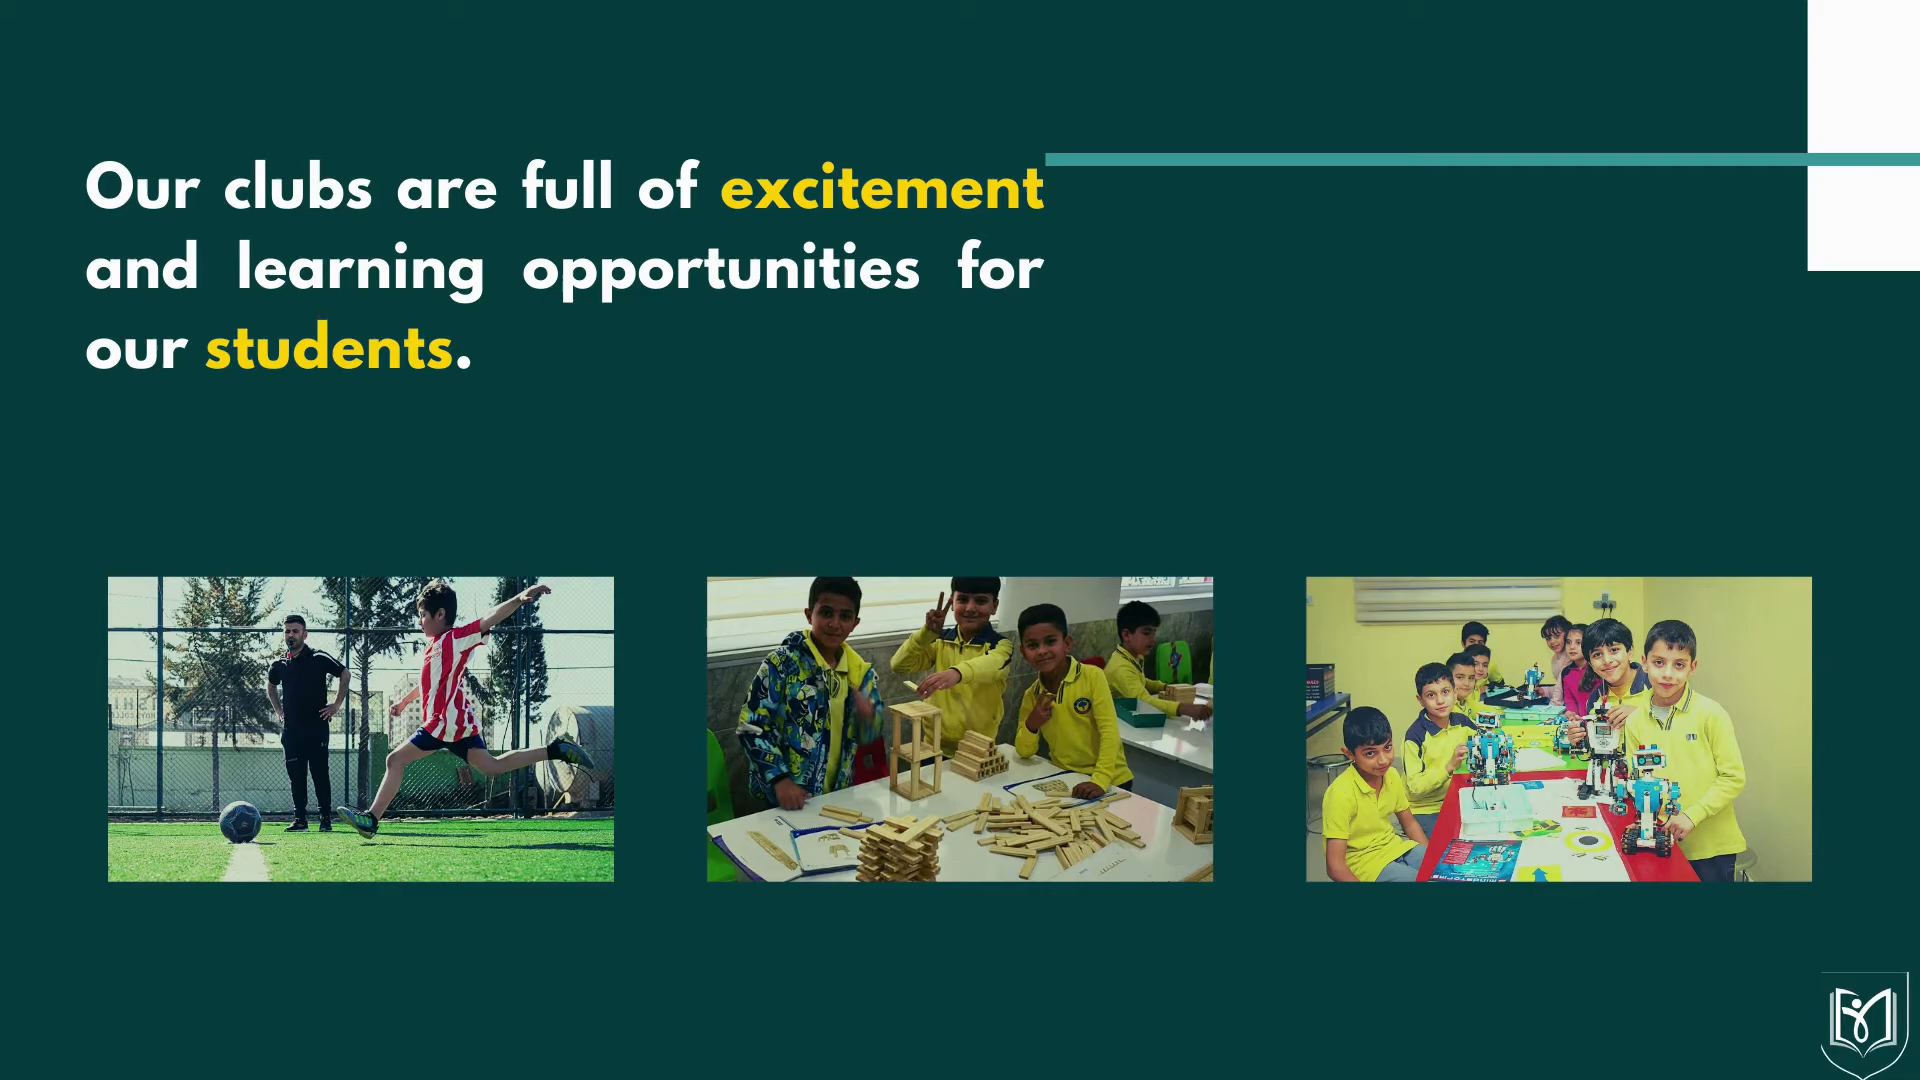 Our clubs are full of excitement
and learning opportunities for
our students.